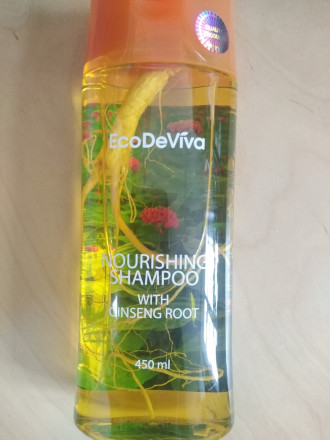 EcoDeViva
NOURISHING
SHAMPOO
WITH
GINSENG ROOT
450 ml